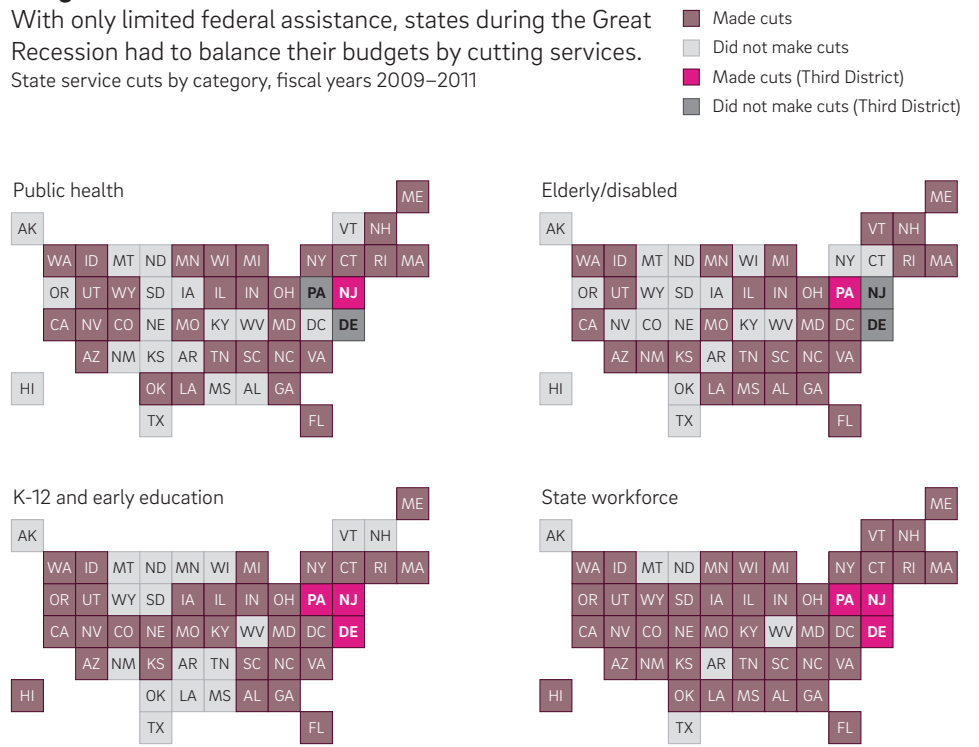 With only limited federal assistance, states during the Great
Recession had to balance their budgets by cutting services.
State service cuts by category, fiscal years 2009–2011
Made cuts
Did not make cuts
Made cuts (Third District)
Did not make cuts (Third District)
Public health
ME
AK VT NH
WA ID MT ND MN WI MI NY CT RI MA
OR UT WY SD IA IL IN OH PA NJ
CA NV CO NE MO KY WV MD DC DE
AZ NM KS AR TN SC NC VA
HI OK LA MS AL GA
TX FL
Elderly/disabled
ME
AK VT NH
WA ID MT ND MN WI MI NY CT RI MA
OR UT WY SD IA IL IN OH PA NJ
CA NV CO NE MO KY WV MD DC DE
AZ NM KS AR TN SC NC VA
HI OK LA MS AL GA
TX FL
K-12 and early education
ME
AK VT NH
WA ID MT ND MN WI MI NY CT RI MA
OR UT WY SD IA IL IN OH PA NJ
CA NV CO NE MO KY WV MD DC DE
AZ NM KS AR TN SC NC VA
HI OK LA MS AL GA
TX FL
State workforce
ME
AK VT NH
WA ID MT ND MN WI MI NY CT RI MA
OR UT WY SD IA IL IN OH PA NJ
CA NV CO NE MO KY WV MD DC DE
AZ NM KS AR TN SC NC VA
HI OK LA MS AL GA
TX FL